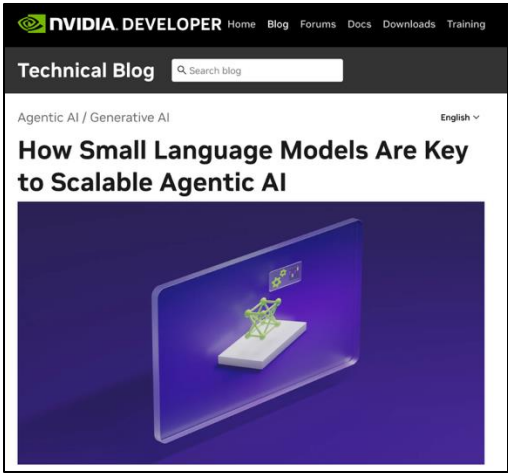 NVIDIA. DEVELOPER Home Blog Forums Docs Downloads Training
Technical Blog Search blog
Agentic AI / Generative AI English
How Small Language Models Are Key
to Scalable Agentic AI